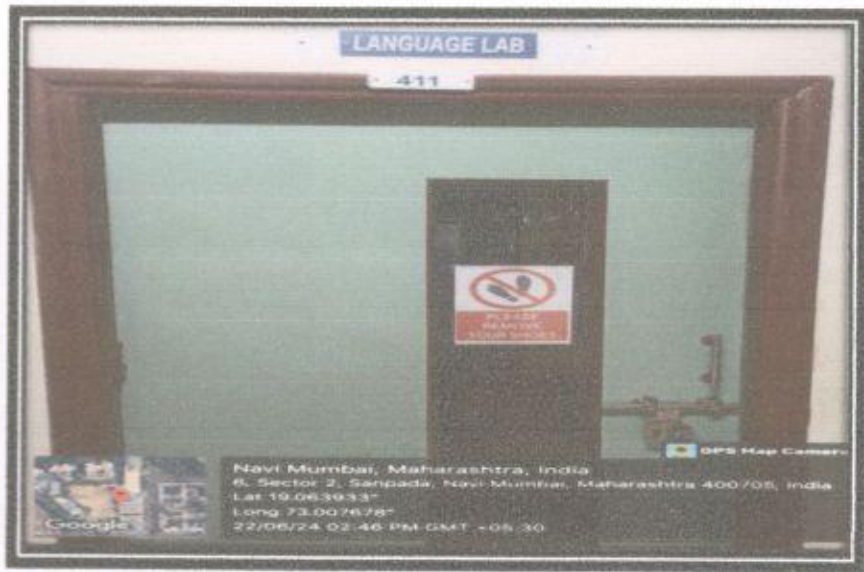 LANGUAGE LAB
411
PLEASE
REMOVE
YOUR SHOES
GPS Map Camera
Navi Mumbai, Maharashtra, India
6, Sector 2, Sanpada, Navi Mumbai, Maharashtra 400705, India
Lat 19.063933°
Long 73.007678°
22/06/24 02:46 PM GMT +05:30
Google